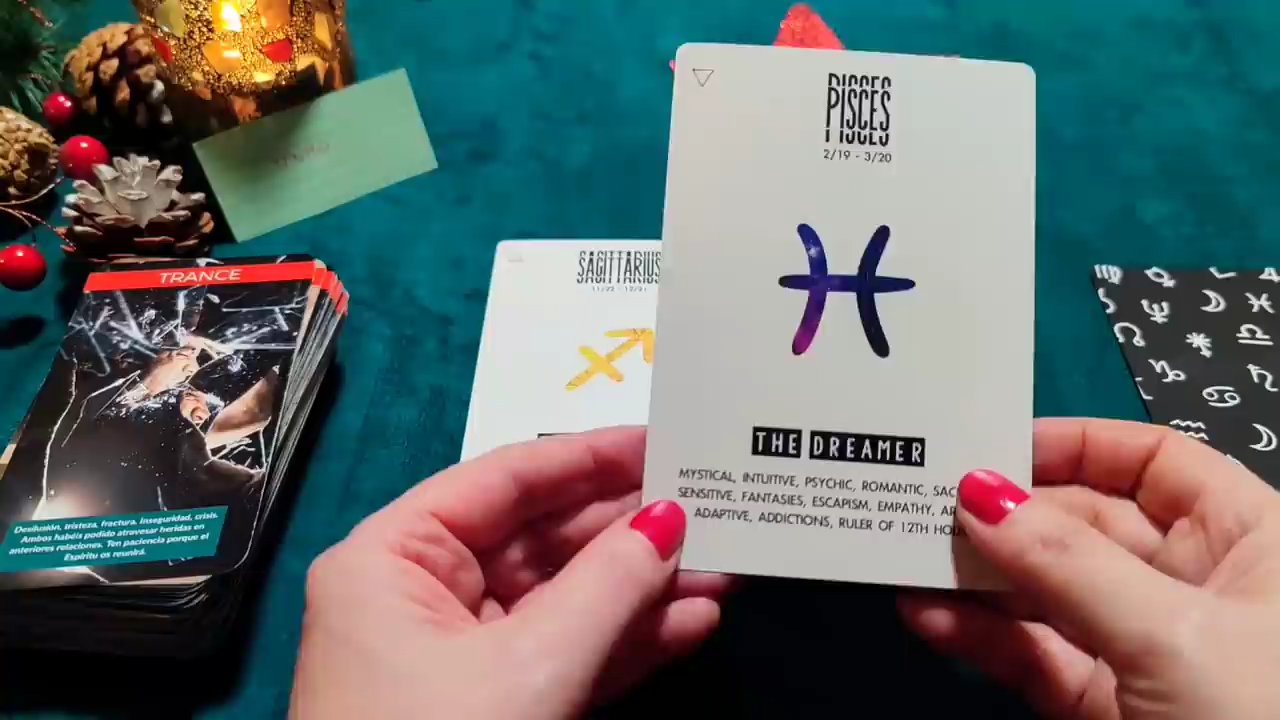 PISCES
2/19 - 3/20
THE DREAMER
MYSTICAL, INTUITIVE, PSYCHIC, ROMANTIC,
SENSITIVE, FANTASIES, ESCAPISM, EMPATHY,
ADAPTIVE, ADDICTIONS, RULER OF 12TH
SAGITTARIUS
TRANCE
Desilusión, tristeza, fractura, inseguridad, crisis.
Ambos habéis podido atravesar heridas en
anteriores relaciones. Ten paciencia porque el
Espíritu os reunirá.